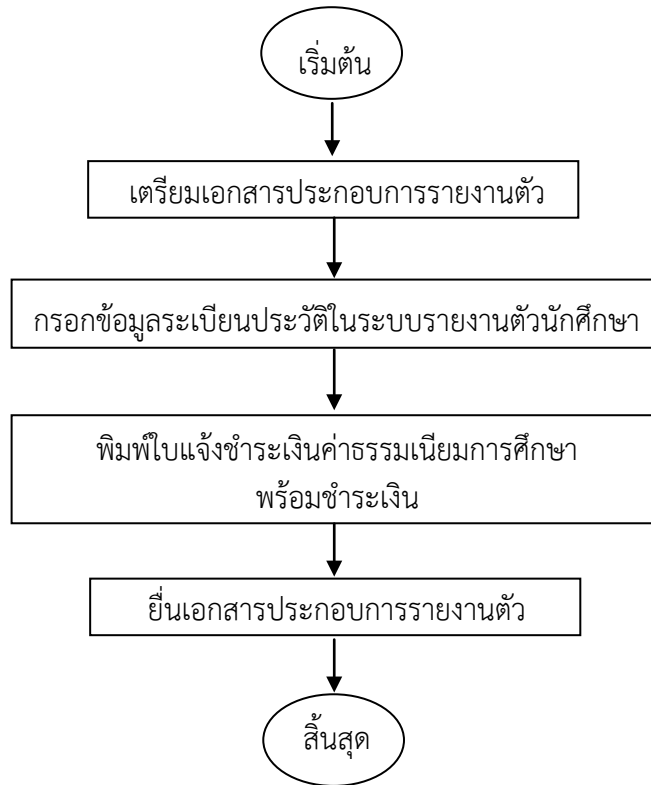 เริ่มต้น
เตรียมเอกสารประกอบการรายงานตัว
กรอกข้อมูลระเบียนประวัติในระบบรายงานตัวนักศึกษา
พิมพ์ใบแจ้งชำระเงินค่าธรรมเนียมการศึกษา
พร้อมชำระเงิน
ยื่นเอกสารประกอบการรายงานตัว
สิ้นสุด